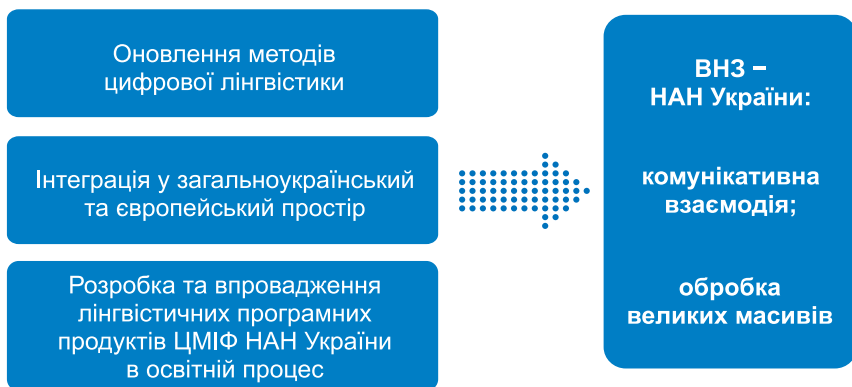 Оновлення методів
цифрової лінгвістики
Інтеграція у загальноукраїнський
та європейський простір
Розробка та впровадження
лінгвістичних програмних
продуктів ЦМІФ НАН України
в освітній процес
ВНЗ –
НАН України:
комунікативна
взаємодія;
обробка
великих масивів